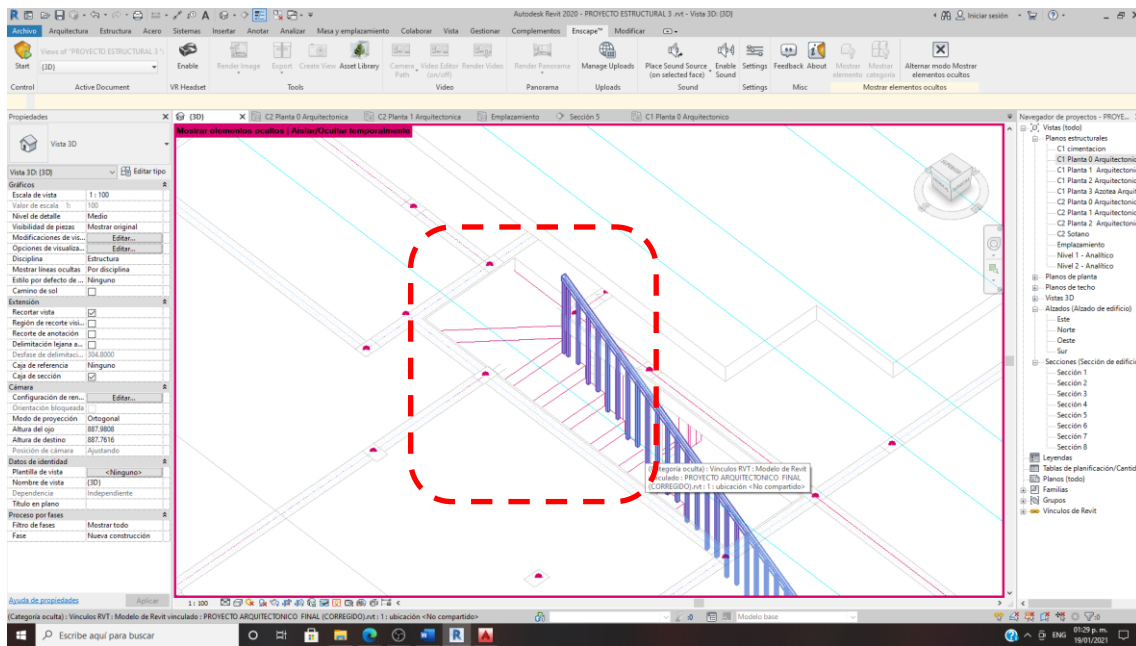 Autodesk Revit 2020 - PROYECTO ESTRUCTURAL 3 .rvt - Vista 3D: {3D}
Iniciar sesión
Archivo Arquitectura Estructura Acero Sistemas Insertar Anotar Analizar Masa y emplazamiento Colaborar Vista Gestionar Complementos Enscape™ Modificar
Views of "PROYECTO ESTRUCTURAL 3":
{3D}
Start Enable Render Image Export Create View Asset Library Camera Path Video Editor (on/off) Render Video Render Panorama Manage Uploads Place Sound Source (on selected face) Enable Sound Settings Feedback About Mostrar elemento Mostrar categoría Alternar modo Mostrar elementos ocultos
Control Active Document VR Headset Tools Video Panorama Uploads Sound Settings Misc Mostrar elementos ocultos
Propiedades
{3D} C2 Planta 0 Arquitectonica C2 Planta 1 Arquitectonica Emplazamiento Sección 5 C1 Planta 0 Arquitectonico
Mostrar elementos ocultos | Aislar/Ocultar temporalmente
Vista 3D
Vista 3D: {3D} Editar tipo
Gráficos
Escala de vista 1 : 100
Valor de escala 1: 100
Nivel de detalle Medio
Visibilidad de piezas Mostrar original
Modificaciones de vis... Editar...
Opciones de visualiza... Editar...
Disciplina Estructura
Mostrar líneas ocultas Por disciplina
Estilo por defecto de ... Ninguno
Camino de sol
Extensión
Recortar vista
Región de recorte visi...
Recorte de anotación
Delimitación lejana a...
Desfase de delimitaci... 304.8000
Caja de referencia Ninguno
Caja de sección
Cámara
Configuración de ren... Editar...
Orientación bloqueada
Modo de proyección Ortogonal
Altura del ojo 887.9808
Altura de destino 887.7616
Posición de cámara Ajustando
Datos de identidad
Plantilla de vista <Ninguno>
Nombre de vista {3D}
Dependencia Independiente
Título en plano
Proceso por fases
Filtro de fases Mostrar todo
Fase Nueva construcción
Ayuda de propiedades Aplicar
(Categoría oculta) : Vínculos RVT : Modelo de Revit
vinculado : PROYECTO ARQUITECTONICO FINAL
(CORREGIDO).rvt : 1 : ubicación <No compartido>
Navegador de proyectos - PROYE...
Vistas (todo)
Planos estructurales
C1 cimentacion
C1 Planta 0 Arquitectonic
C1 Planta 1 Arquitectonic
C1 Planta 2 Arquitectonic
C1 Planta 3 Azotea Arquit
C2 Planta 0 Arquitectonic
C2 Planta 1 Arquitectonic
C2 Planta 2 Arquitectonic
C2 Sotano
Emplazamiento
Nivel 1 - Analítico
Nivel 2 - Analítico
Planos de planta
Planos de techo
Vistas 3D
Alzados (Alzado de edificio)
Este
Norte
Oeste
Sur
Secciones (Sección de edificio
Sección 1
Sección 2
Sección 3
Sección 4
Sección 5
Sección 6
Sección 7
Sección 8
Leyendas
Tablas de planificación/Cantid
Planos (todo)
Familias
Grupos
Vínculos de Revit
1 : 100
(Categoría oculta) : Vínculos RVT : Modelo de Revit vinculado : PROYECTO ARQUITECTONICO FINAL (CORREGIDO).rvt : 1 : ubicación <No compartido>
:0 Modelo base :0
Escribe aquí para buscar
ENG 01:29 p. m.
19/01/2021